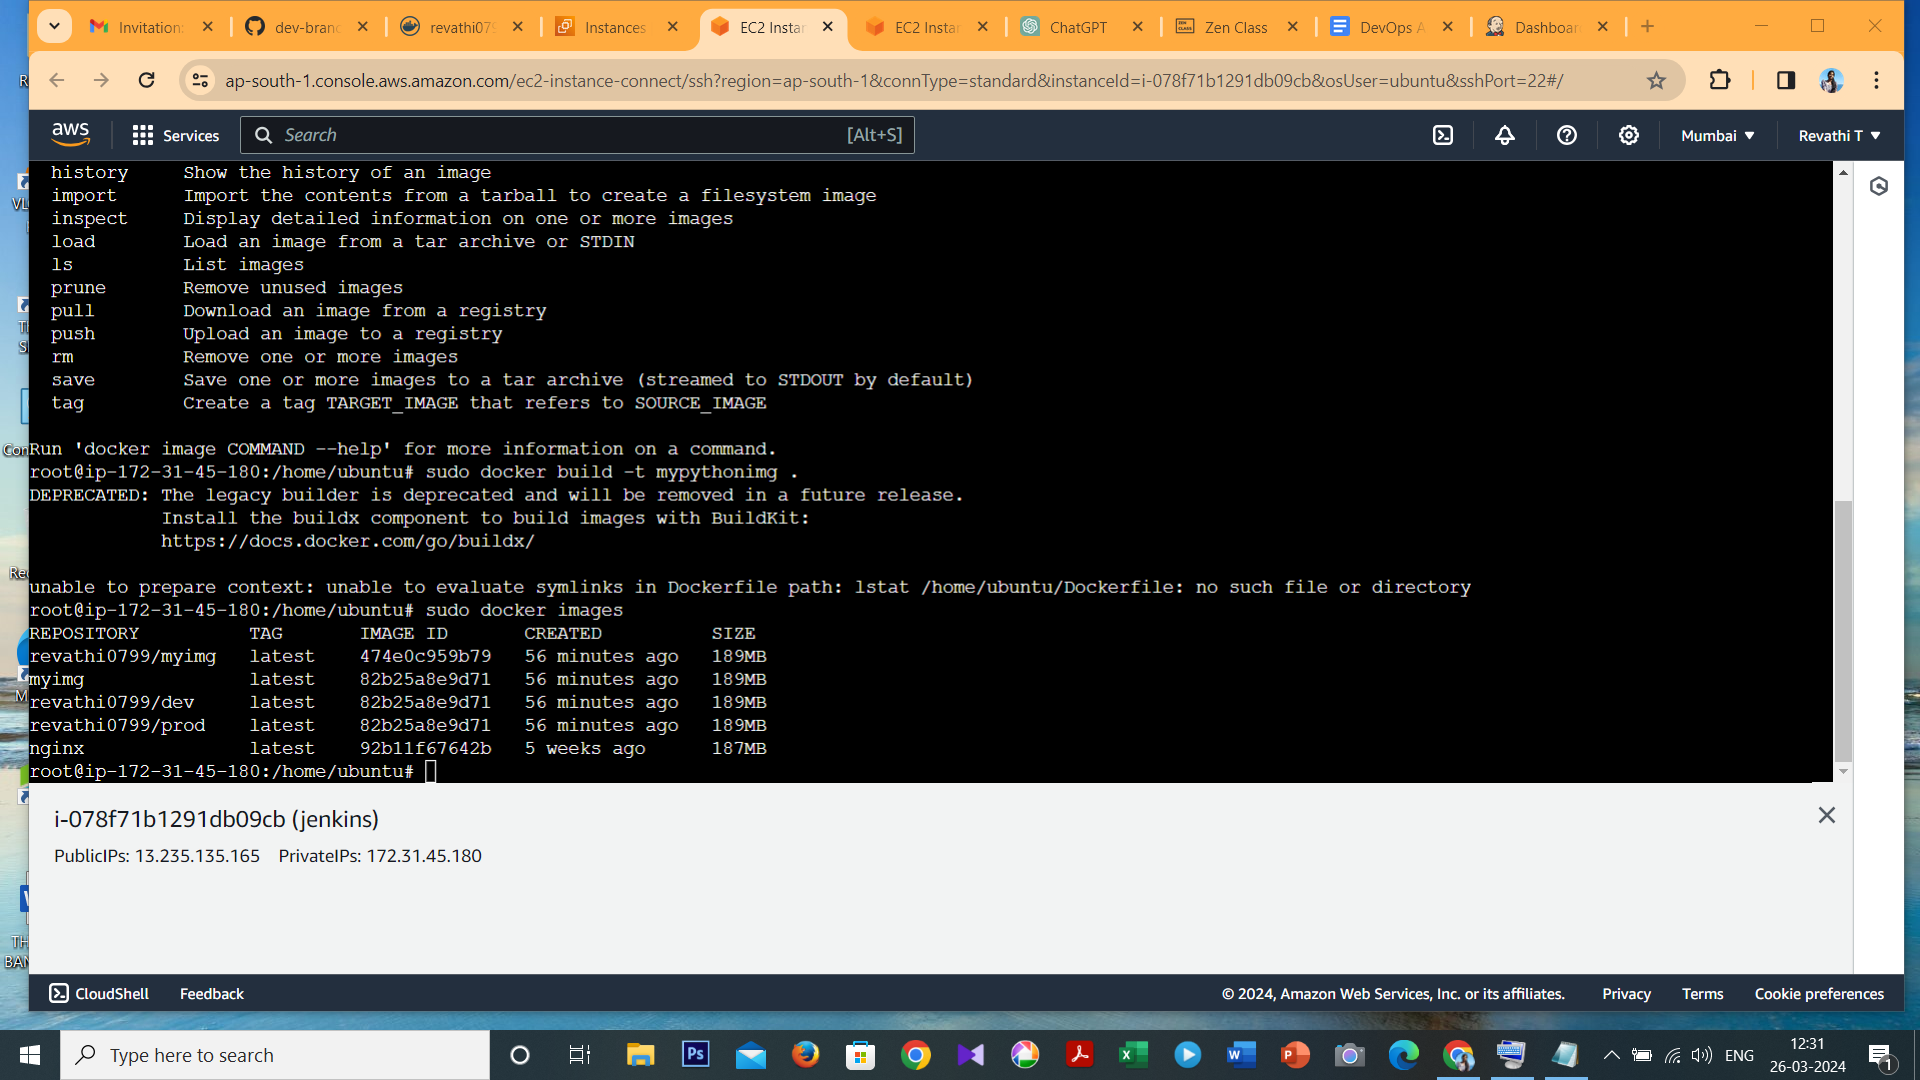 Invitation:
dev-branc
revathi079
Instances
EC2 Instan
EC2 Instan
ChatGPT
Zen Class
DevOps A
Dashboar
ap-south-1.console.aws.amazon.com/ec2-instance-connect/ssh?region=ap-south-1&connType=standard&instanceId=i-078f71b1291db09cb&osUser=ubuntu&sshPort=22#/
aws Services Search [Alt+S] Mumbai Revathi T
history Show the history of an image
import Import the contents from a tarball to create a filesystem image
inspect Display detailed information on one or more images
load Load an image from a tar archive or STDIN
ls List images
prune Remove unused images
pull Download an image from a registry
push Upload an image to a registry
rm Remove one or more images
save Save one or more images to a tar archive (streamed to STDOUT by default)
tag Create a tag TARGET_IMAGE that refers to SOURCE_IMAGE
Run 'docker image COMMAND --help' for more information on a command.
root@ip-172-31-45-180:/home/ubuntu# sudo docker build -t mypythonimg .
DEPRECATED: The legacy builder is deprecated and will be removed in a future release.
Install the buildx component to build images with BuildKit:
https://docs.docker.com/go/buildx/
unable to prepare context: unable to evaluate symlinks in Dockerfile path: lstat /home/ubuntu/Dockerfile: no such file or directory
root@ip-172-31-45-180:/home/ubuntu# sudo docker images
REPOSITORY TAG IMAGE ID CREATED SIZE
revathi0799/myimg latest 474e0c959b79 56 minutes ago 189MB
myimg latest 82b25a8e9d71 56 minutes ago 189MB
revathi0799/dev latest 82b25a8e9d71 56 minutes ago 189MB
revathi0799/prod latest 82b25a8e9d71 56 minutes ago 189MB
nginx latest 92b11f67642b 5 weeks ago 187MB
root@ip-172-31-45-180:/home/ubuntu#
i-078f71b1291db09cb (jenkins)
PublicIPs: 13.235.135.165 PrivateIPs: 172.31.45.180
CloudShell Feedback © 2024, Amazon Web Services, Inc. or its affiliates. Privacy Terms Cookie preferences
Type here to search
Ps
ENG
12:31
26-03-2024
1